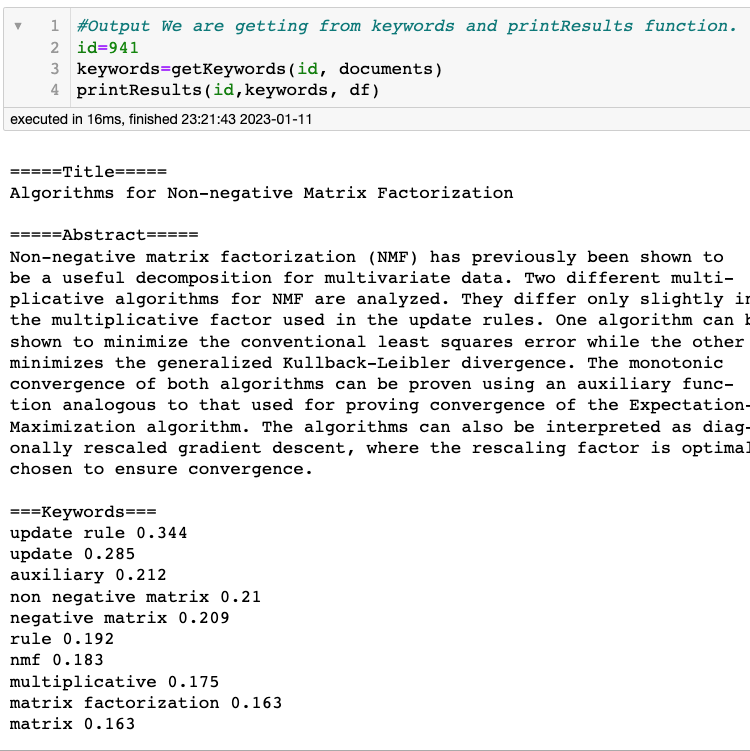 1 #Output We are getting from keywords and printResults function.
2 id=941
3 keywords=getKeywords(id, documents)
4 printResults(id,keywords, df)
executed in 16ms, finished 23:21:43 2023-01-11
=====Title=====
Algorithms for Non-negative Matrix Factorization
=====Abstract=====
Non-negative matrix factorization (NMF) has previously been shown to
be a useful decomposition for multivariate data. Two different multi-
plicative algorithms for NMF are analyzed. They differ only slightly in
the multiplicative factor used in the update rules. One algorithm can
shown to minimize the conventional least squares error while the other
minimizes the generalized Kullback-Leibler divergence. The monotonic
convergence of both algorithms can be proven using an auxiliary func-
tion analogous to that used for proving convergence of the Expectation-
Maximization algorithm. The algorithms can also be interpreted as diag-
onally rescaled gradient descent, where the rescaling factor is
chosen to ensure convergence.
===Keywords===
update rule 0.344
update 0.285
auxiliary 0.212
non negative matrix 0.21
negative matrix 0.209
rule 0.192
nmf 0.183
multiplicative 0.175
matrix factorization 0.163
matrix 0.163